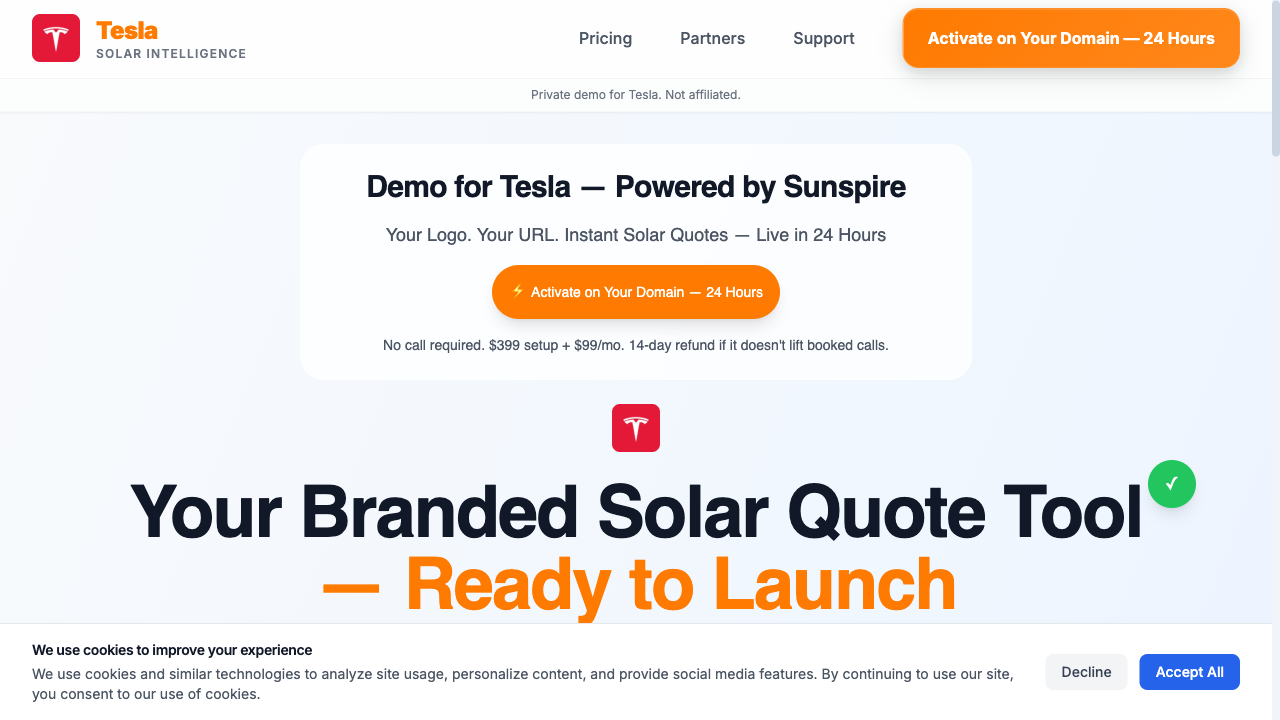 Tesla
SOLAR INTELLIGENCE
Pricing
Partners
Support
Activate on Your Domain — 24 Hours
Private demo for Tesla. Not affiliated.
Demo for Tesla — Powered by Sunspire
Your Logo. Your URL. Instant Solar Quotes — Live in 24 Hours
⚡ Activate on Your Domain — 24 Hours
No call required. $399 setup + $99/mo. 14-day refund if it doesn't lift booked calls.
Your Branded Solar Quote Tool
✓
— Ready to Launch
We use cookies to improve your experience
We use cookies and similar technologies to analyze site usage, personalize content, and provide social media features. By continuing to use our site,
you consent to our use of cookies.
Decline
Accept All